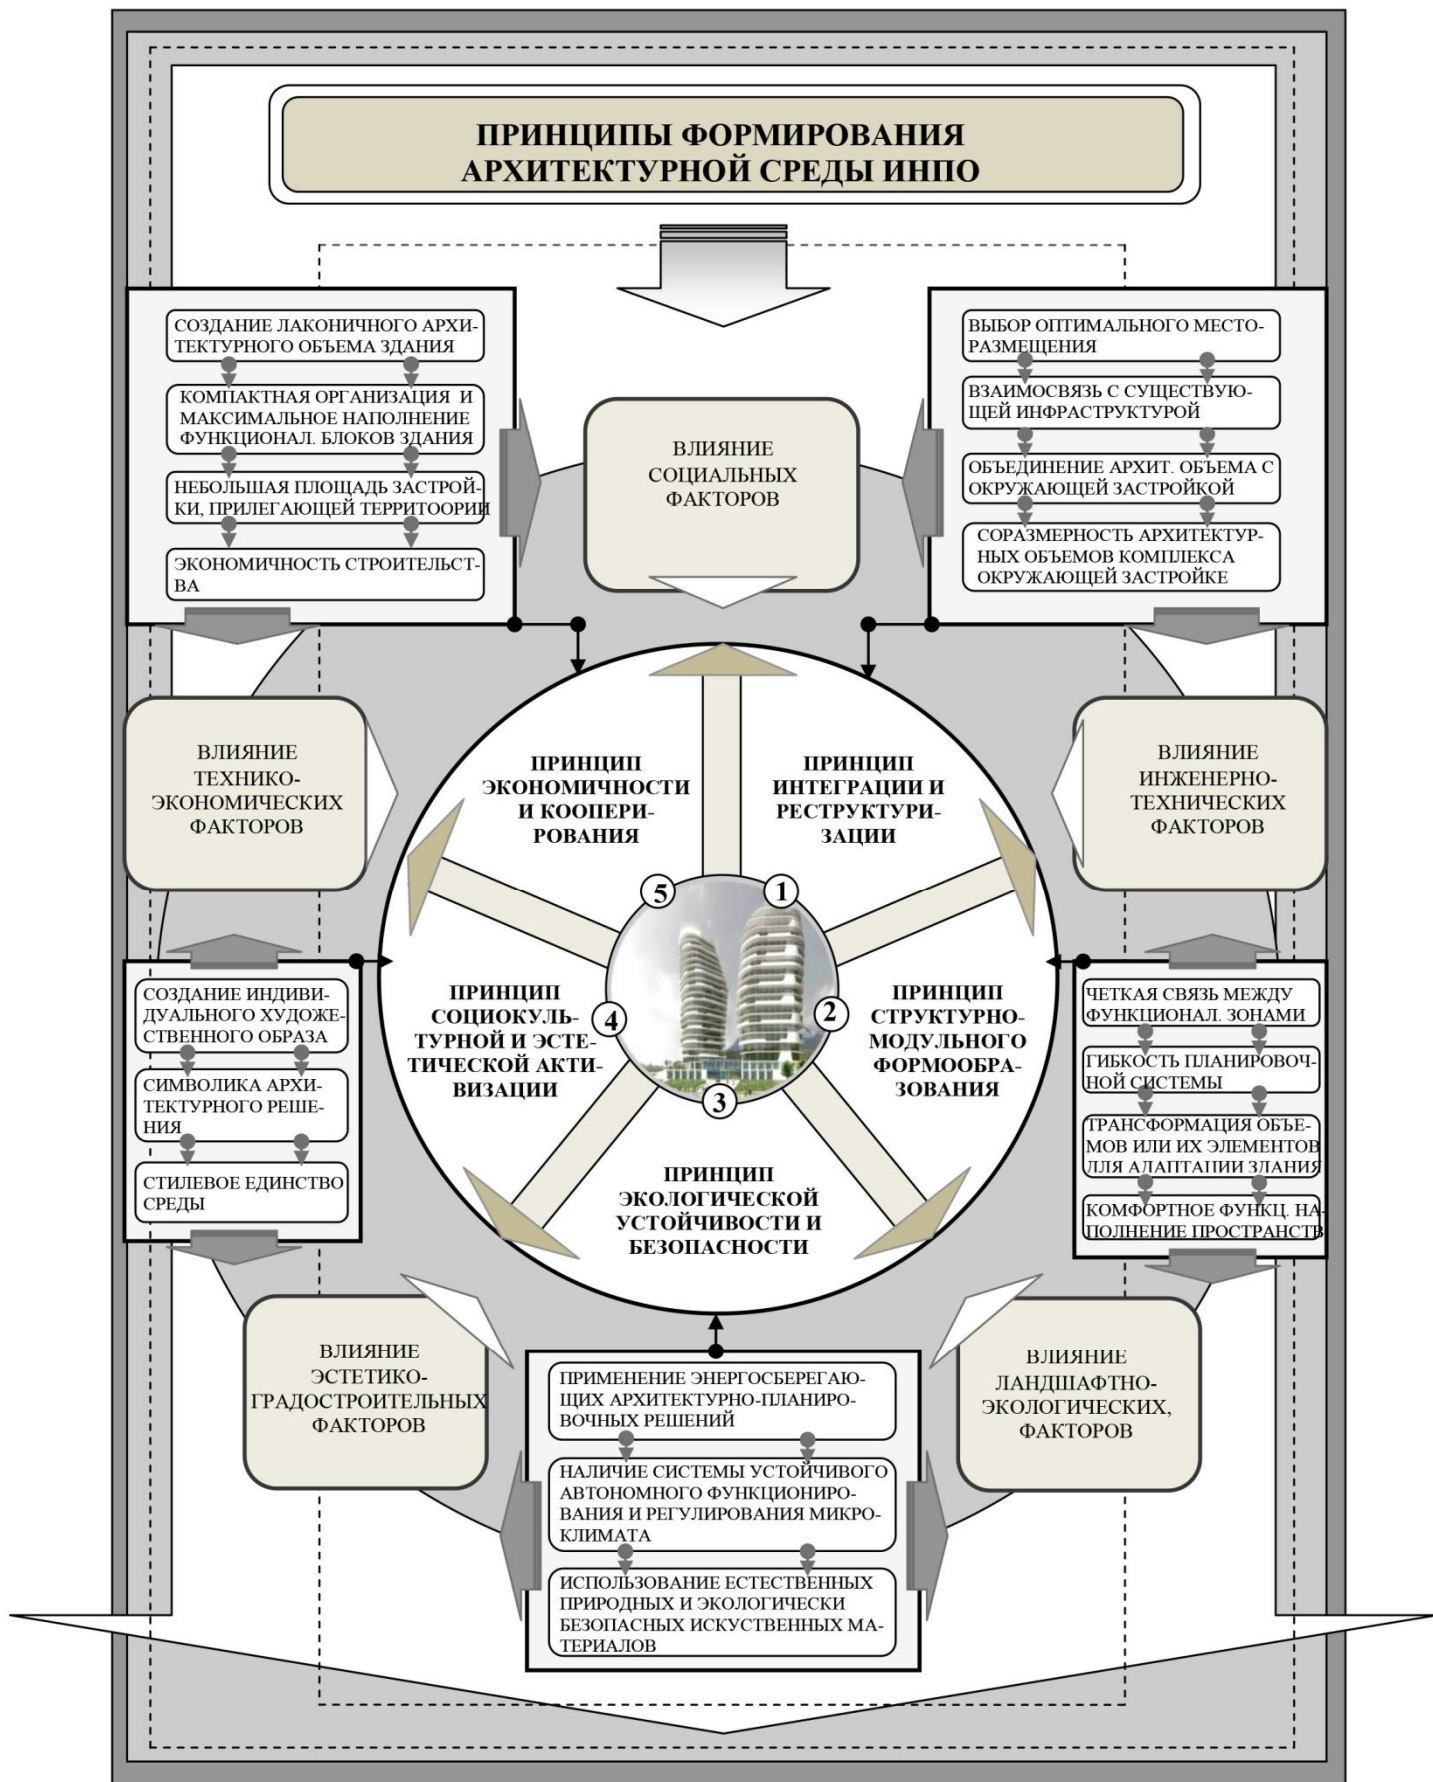 ПРИНЦИПЫ ФОРМИРОВАНИЯ
АРХИТЕКТУРНОЙ СРЕДЫ ИНПО
СОЗДАНИЕ ЛАКОНИЧНОГО АРХИ-
ТЕКТУРНОГО ОБЪЕМА ЗДАНИЯ
КОМПАКТНАЯ ОРГАНИЗАЦИЯ И
МАКСИМАЛЬНОЕ НАПОЛНЕНИЕ
ФУНКЦИОНАЛ. БЛОКОВ ЗДАНИЯ
НЕБОЛЬШАЯ ПЛОЩАДЬ ЗАСТРОЙ-
КИ, ПРИЛЕГАЮЩЕЙ ТЕРРИТООРИИ
ЭКОНОМИЧНОСТЬ СТРОИТЕЛЬСТ-
ВА
ВЛИЯНИЕ
СОЦИАЛЬНЫХ
ФАКТОРОВ
ВЫБОР ОПТИМАЛЬНОГО МЕСТО-
РАЗМЕЩЕНИЯ
ВЗАИМОСВЯЗЬ С СУЩЕСТВУЮ-
ЩЕЙ ИНФРАСТРУКТУРОЙ
ОБЪЕДИНЕНИЕ АРХИТ. ОБЪЕМА С
ОКРУЖАЮЩЕЙ ЗАСТРОЙКОЙ
СОРАЗМЕРНОСТЬ АРХИТЕКТУР-
НЫХ ОБЪЕМОВ КОМПЛЕКСА
ОКРУЖАЮЩЕЙ ЗАСТРОЙКЕ
ВЛИЯНИЕ
ТЕХНИКО-
ЭКОНОМИЧЕСКИХ
ФАКТОРОВ
ПРИНЦИП
ЭКОНОМИЧНОСТИ
И КООПЕРИ-
РОВАНИЯ
ПРИНЦИП
ИНТЕГРАЦИИ И
РЕСТРУКТУРИ-
ЗАЦИИ
ВЛИЯНИЕ
ИНЖЕНЕРНО-
ТЕХНИЧЕСКИХ
ФАКТОРОВ
5
1
4
2
3
СОЗДАНИЕ ИНДИВИ-
ДУАЛЬНОГО ХУДОЖЕ-
СТВЕННОГО ОБРАЗА
СИМВОЛИКА АРХИ-
ТЕКТУРНОГО РЕШЕ-
НИЯ
СТИЛЕВОЕ ЕДИНСТВО
СРЕДЫ
ПРИНЦИП
СОЦИОКУЛЬ-
ТУРНОЙ И ЭСТЕ-
ТИЧЕСКОЙ АКТИ-
ВИЗАЦИИ
ПРИНЦИП
СТРУКТУРНО-
МОДУЛЬНОГО
ФОРМООБРА-
ЗОВАНИЯ
ЧЕТКАЯ СВЯЗЬ МЕЖДУ
ФУНКЦИОНАЛ. ЗОНАМИ
ГИБКОСТЬ ПЛАНИРОВОЧ-
НОЙ СИСТЕМЫ
ТРАНСФОРМАЦИЯ ОБЪЕ-
МОВ ИЛИ ИХ ЭЛЕМЕНТОВ
ДЛЯ АДАПТАЦИИ ЗДАНИЯ
КОМФОРТНОЕ ФУНКЦ. НА-
ПОЛНЕНИЕ ПРОСТРАНСТВ
ПРИНЦИП
ЭКОЛОГИЧЕСКОЙ
УСТОЙЧИВОСТИ И
БЕЗОПАСНОСТИ
ВЛИЯНИЕ
ЭСТЕТИКО-
ГРАДОСТРОИТЕЛЬНЫХ
ФАКТОРОВ
ПРИМЕНЕНИЕ ЭНЕРГОСБЕРЕГАЮ-
ЩИХ АРХИТЕКТУРНО-ПЛАНИРО-
ВОЧНЫХ РЕШЕНИЙ
НАЛИЧИЕ СИСТЕМЫ УСТОЙЧИВОГО
АВТОНОМНОГО ФУНКЦИОНИРО-
ВАНИЯ И РЕГУЛИРОВАНИЯ МИКРО-
КЛИМАТА
ИСПОЛЬЗОВАНИЕ ЕСТЕСТВЕННЫХ
ПРИРОДНЫХ И ЭКОЛОГИЧЕСКИ
БЕЗОПАСНЫХ ИСКУСТВЕННЫХ МА-
ТЕРИАЛОВ
ВЛИЯНИЕ
ЛАНДШАФТНО-
ЭКОЛОГИЧЕСКИХ,
ФАКТОРОВ